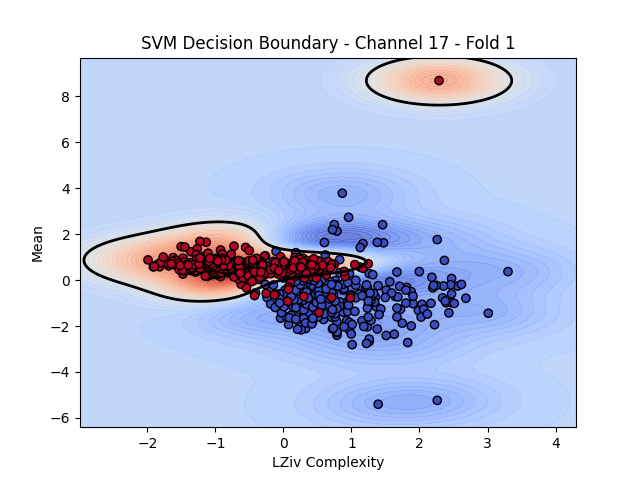 SVM Decision Boundary - Channel 17 - Fold 1
8
6
4
2
0
−2
−4
−6
Mean
−2 −1 0 1 2 3 4
LZiv Complexity